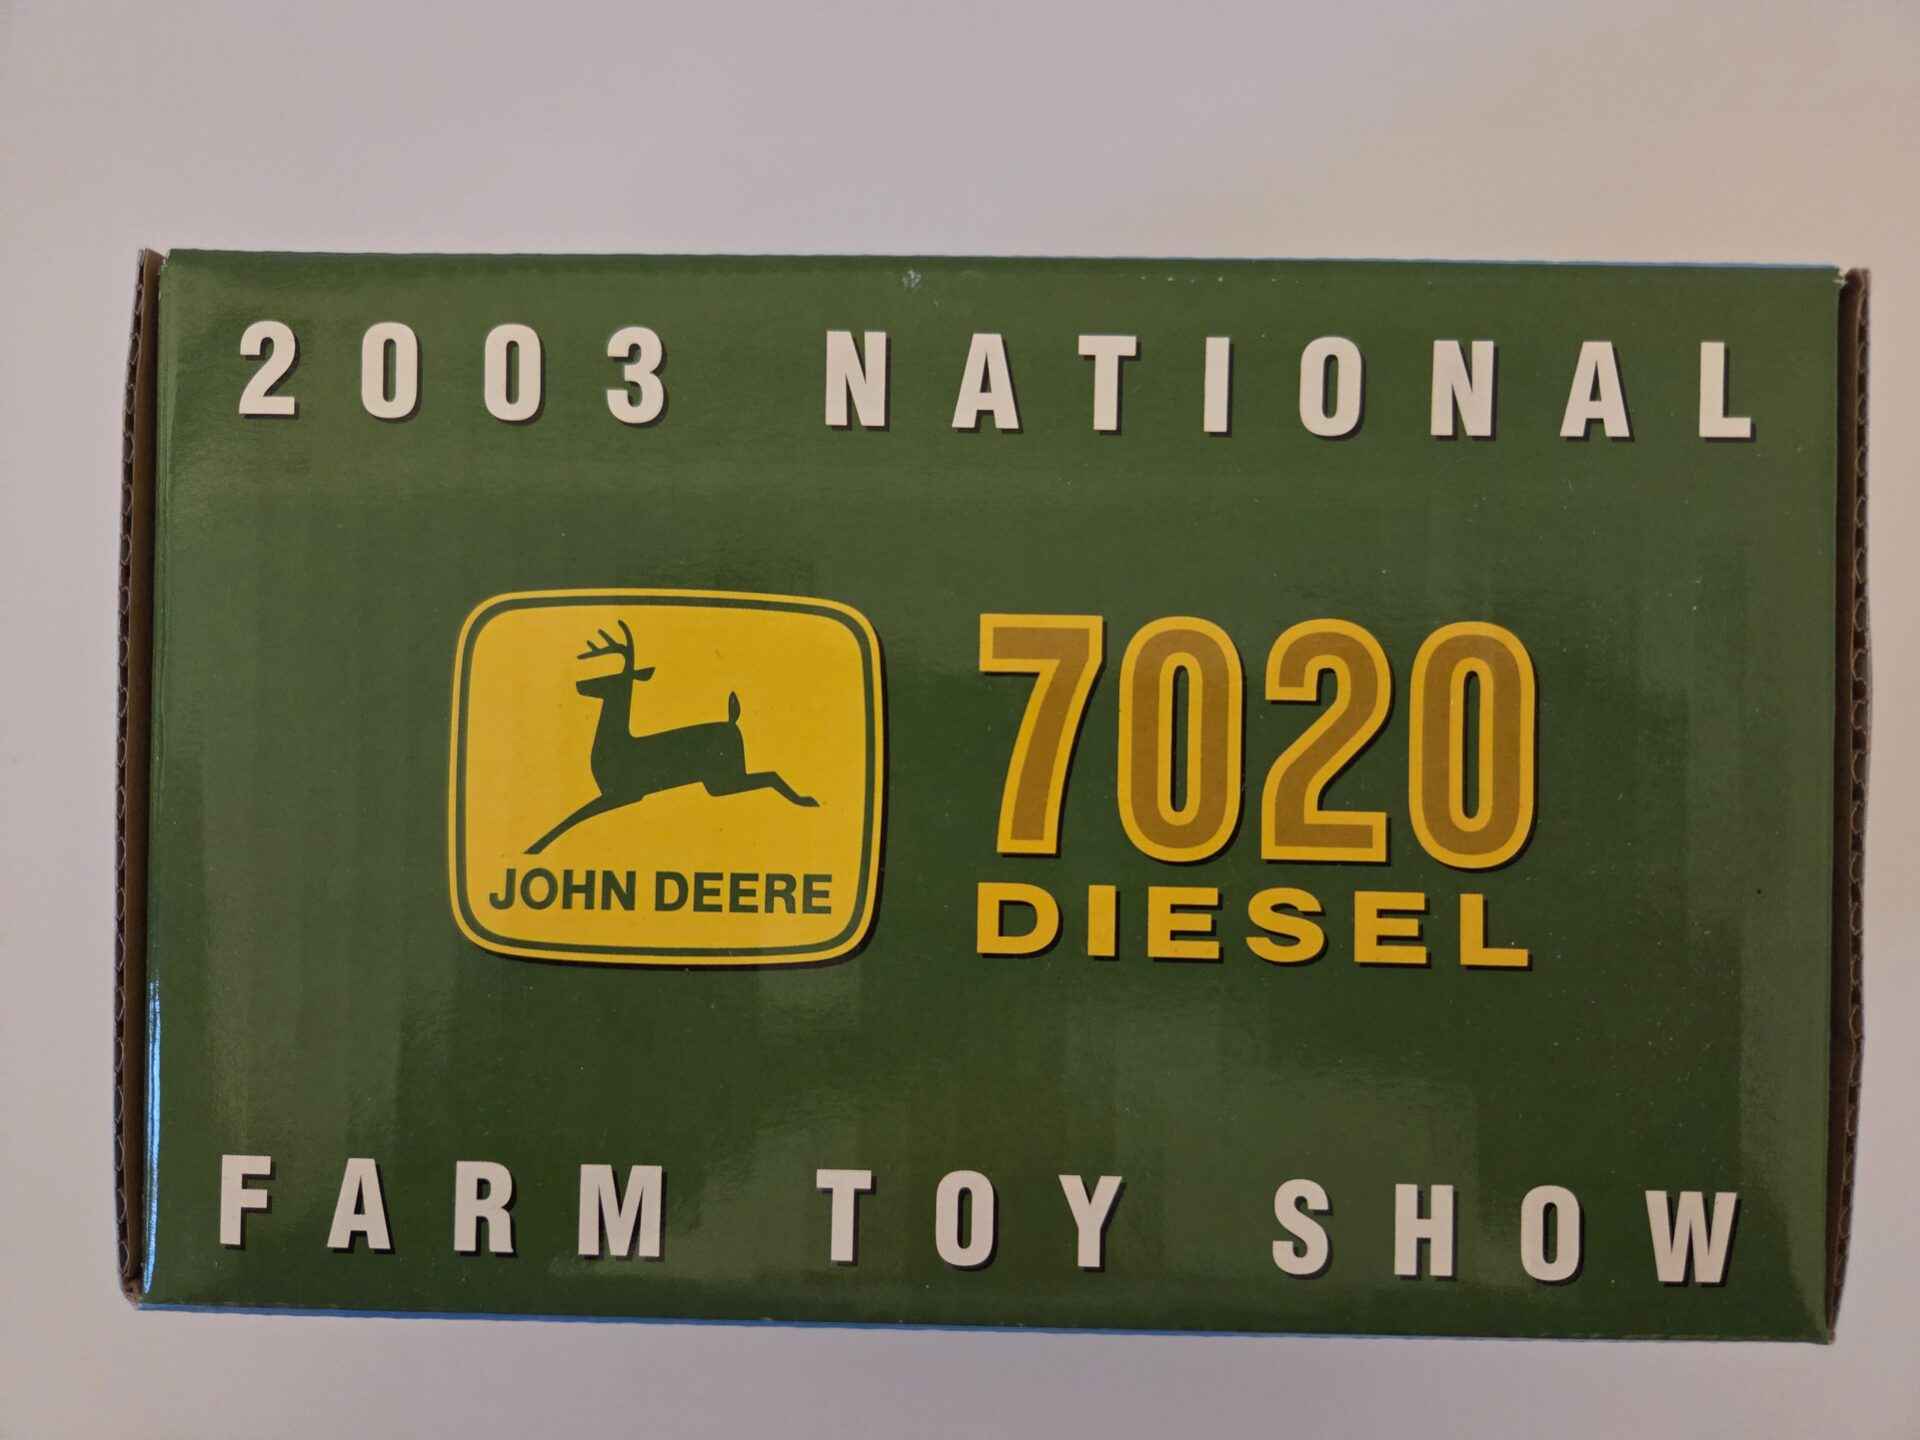 2003 NATIONAL
JOHN DEERE
7020
DIESEL
FARM TOY SHOW